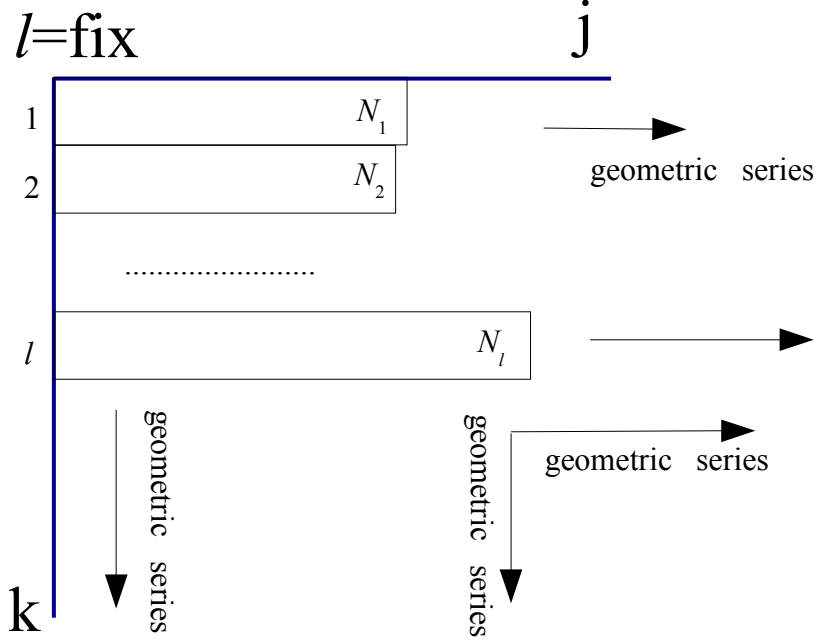 l=fix
j
1
N1
geometric series
2
N2
........................
l
Nl
geometric series
geometric series
geometric series
k